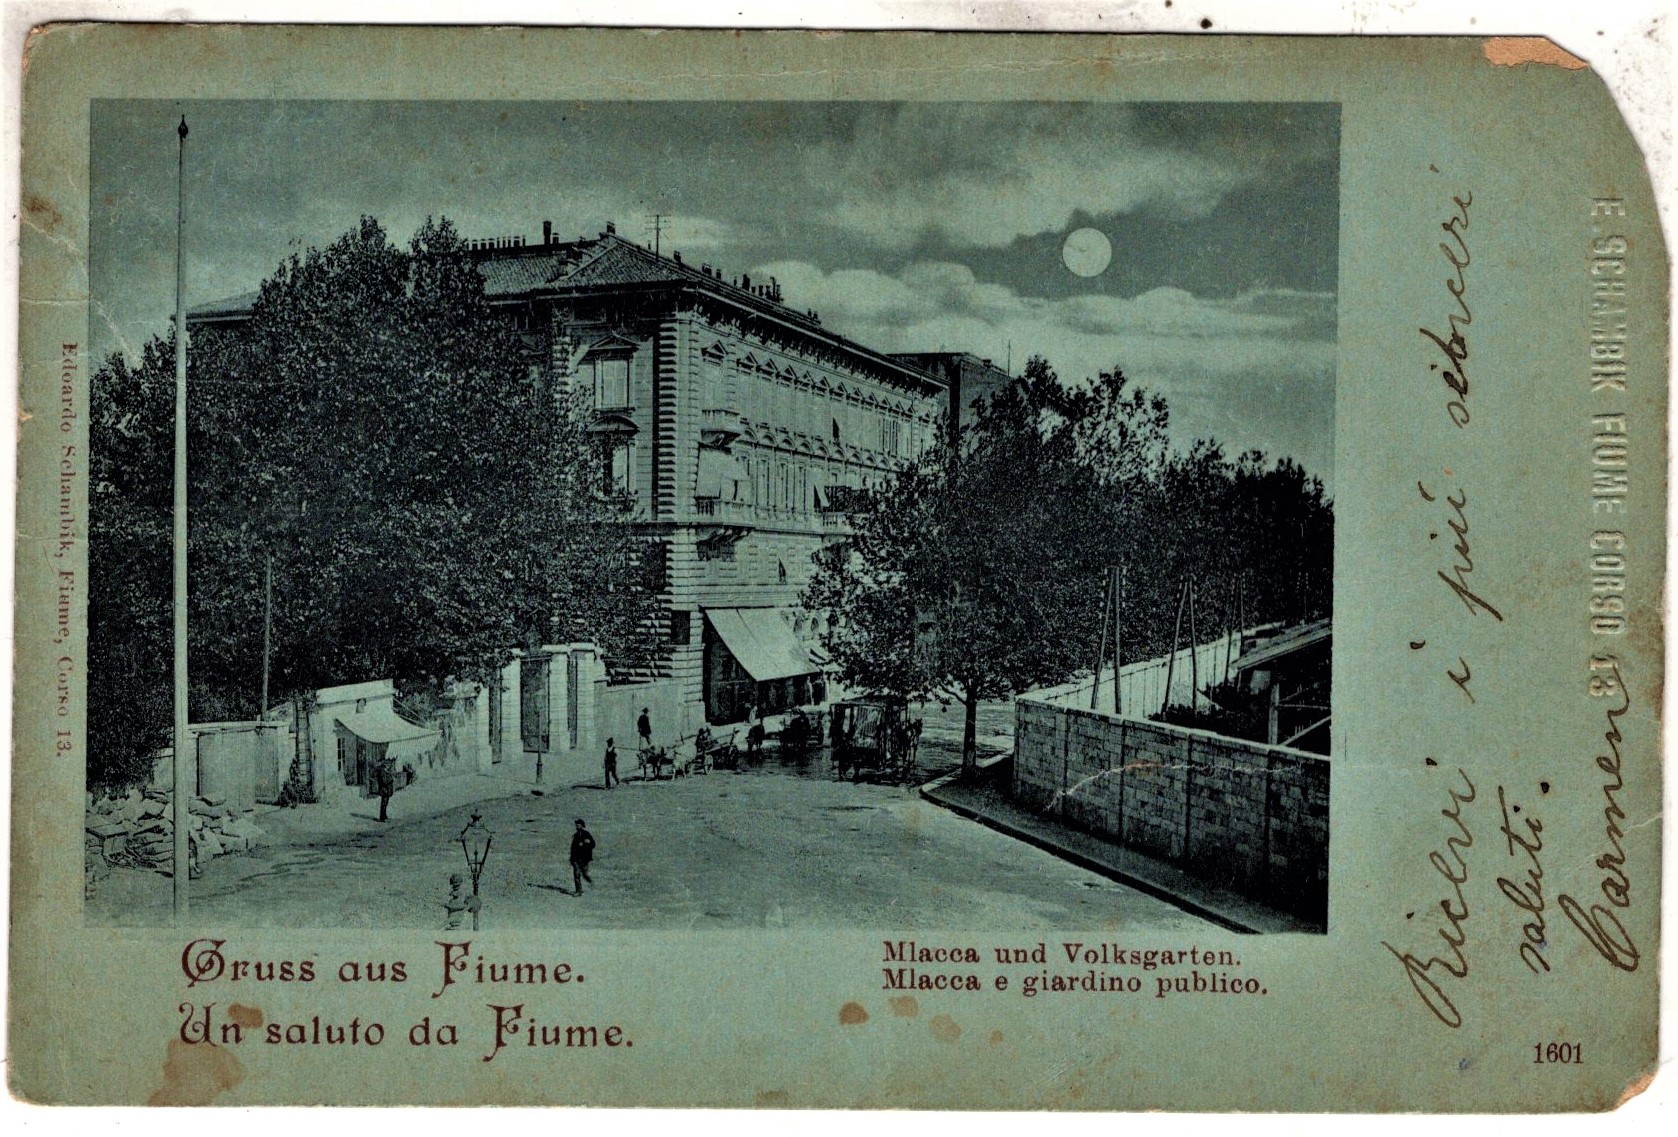 Gruss aus Fiume.
Un saluto da Fiume.
Mlacca und Volksgarten.
Mlacca e giardino publico.
1601
Edoardo Schambik, Fiume, Corso 13.
E. SCHAMBIK FIUME CORSO 13
i più
saluti.
Carmen